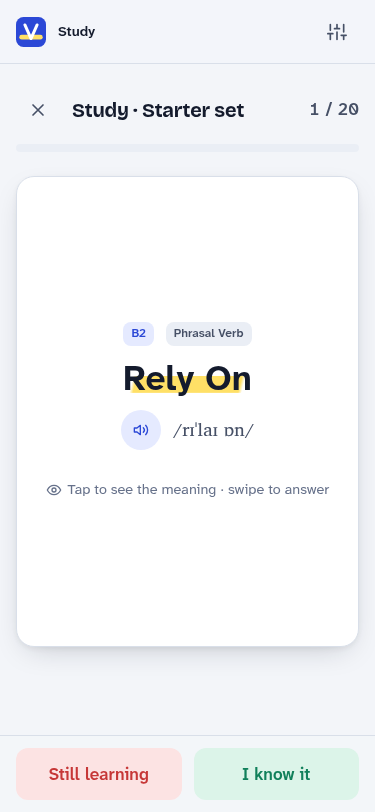 Study
Study · Starter set
1 / 20
B2
Phrasal Verb
Rely On
/rɪˈlaɪ ɒn/
Tap to see the meaning · swipe to answer
Still learning
I know it